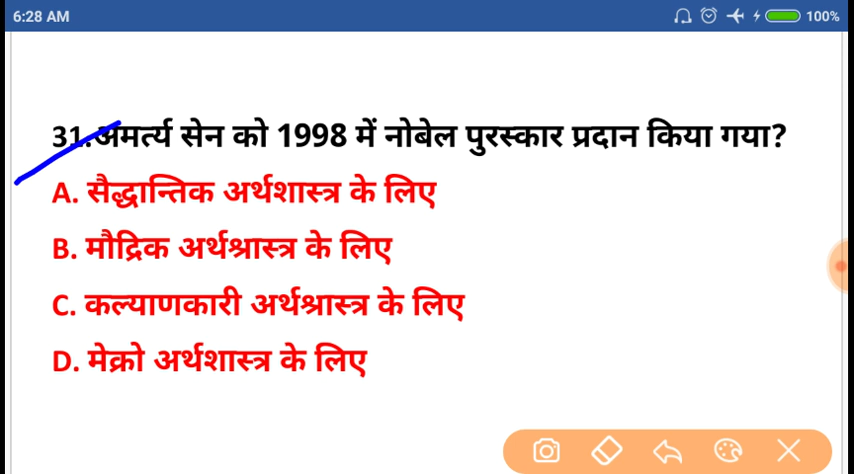 6:28 AM 100%
31.अमर्त्य सेन को 1998 में नोबेल पुरस्कार प्रदान किया गया?
A. सैद्धान्तिक अर्थशास्त्र के लिए
B. मौद्रिक अर्थश्रास्त्र के लिए
C. कल्याणकारी अर्थश्रास्त्र के लिए
D. मेक्रो अर्थशास्त्र के लिए